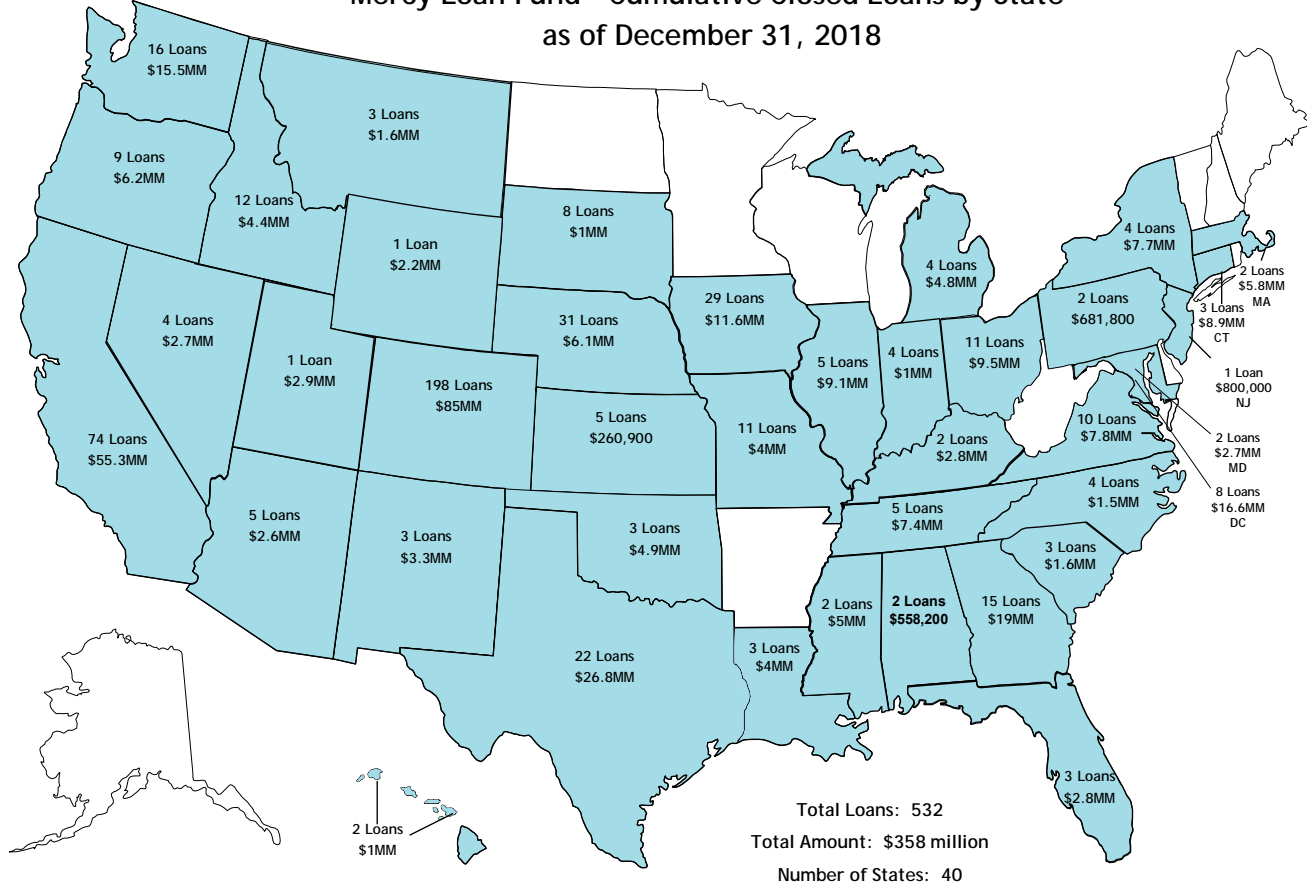 Mercy Loan Fund - Cumulative Closed Loans by State
as of December 31, 2018
16 Loans
$15.5MM
3 Loans
$1.6MM
9 Loans
$6.2MM
12 Loans
$4.4MM
8 Loans
$1MM
1 Loan
$2.2MM
4 Loans
$7.7MM
4 Loans
$4.8MM
2 Loans
$5.8MM
MA
3 Loans
$8.9MM
CT
29 Loans
$11.6MM
2 Loans
$681,800
4 Loans
$2.7MM
31 Loans
$6.1MM
1 Loan
$2.9MM
5 Loans
$9.1MM
4 Loans
$1MM
11 Loans
$9.5MM
1 Loan
$800,000
NJ
198 Loans
$85MM
5 Loans
$260,900
11 Loans
$4MM
2 Loans
$2.8MM
10 Loans
$7.8MM
2 Loans
$2.7MM
MD
74 Loans
$55.3MM
4 Loans
$1.5MM
8 Loans
$16.6MM
DC
5 Loans
$2.6MM
3 Loans
$3.3MM
3 Loans
$4.9MM
5 Loans
$7.4MM
3 Loans
$1.6MM
2 Loans
$5MM
2 Loans
$558,200
15 Loans
$19MM
22 Loans
$26.8MM
3 Loans
$4MM
3 Loans
$2.8MM
2 Loans
$1MM
Total Loans: 532
Total Amount: $358 million
Number of States: 40